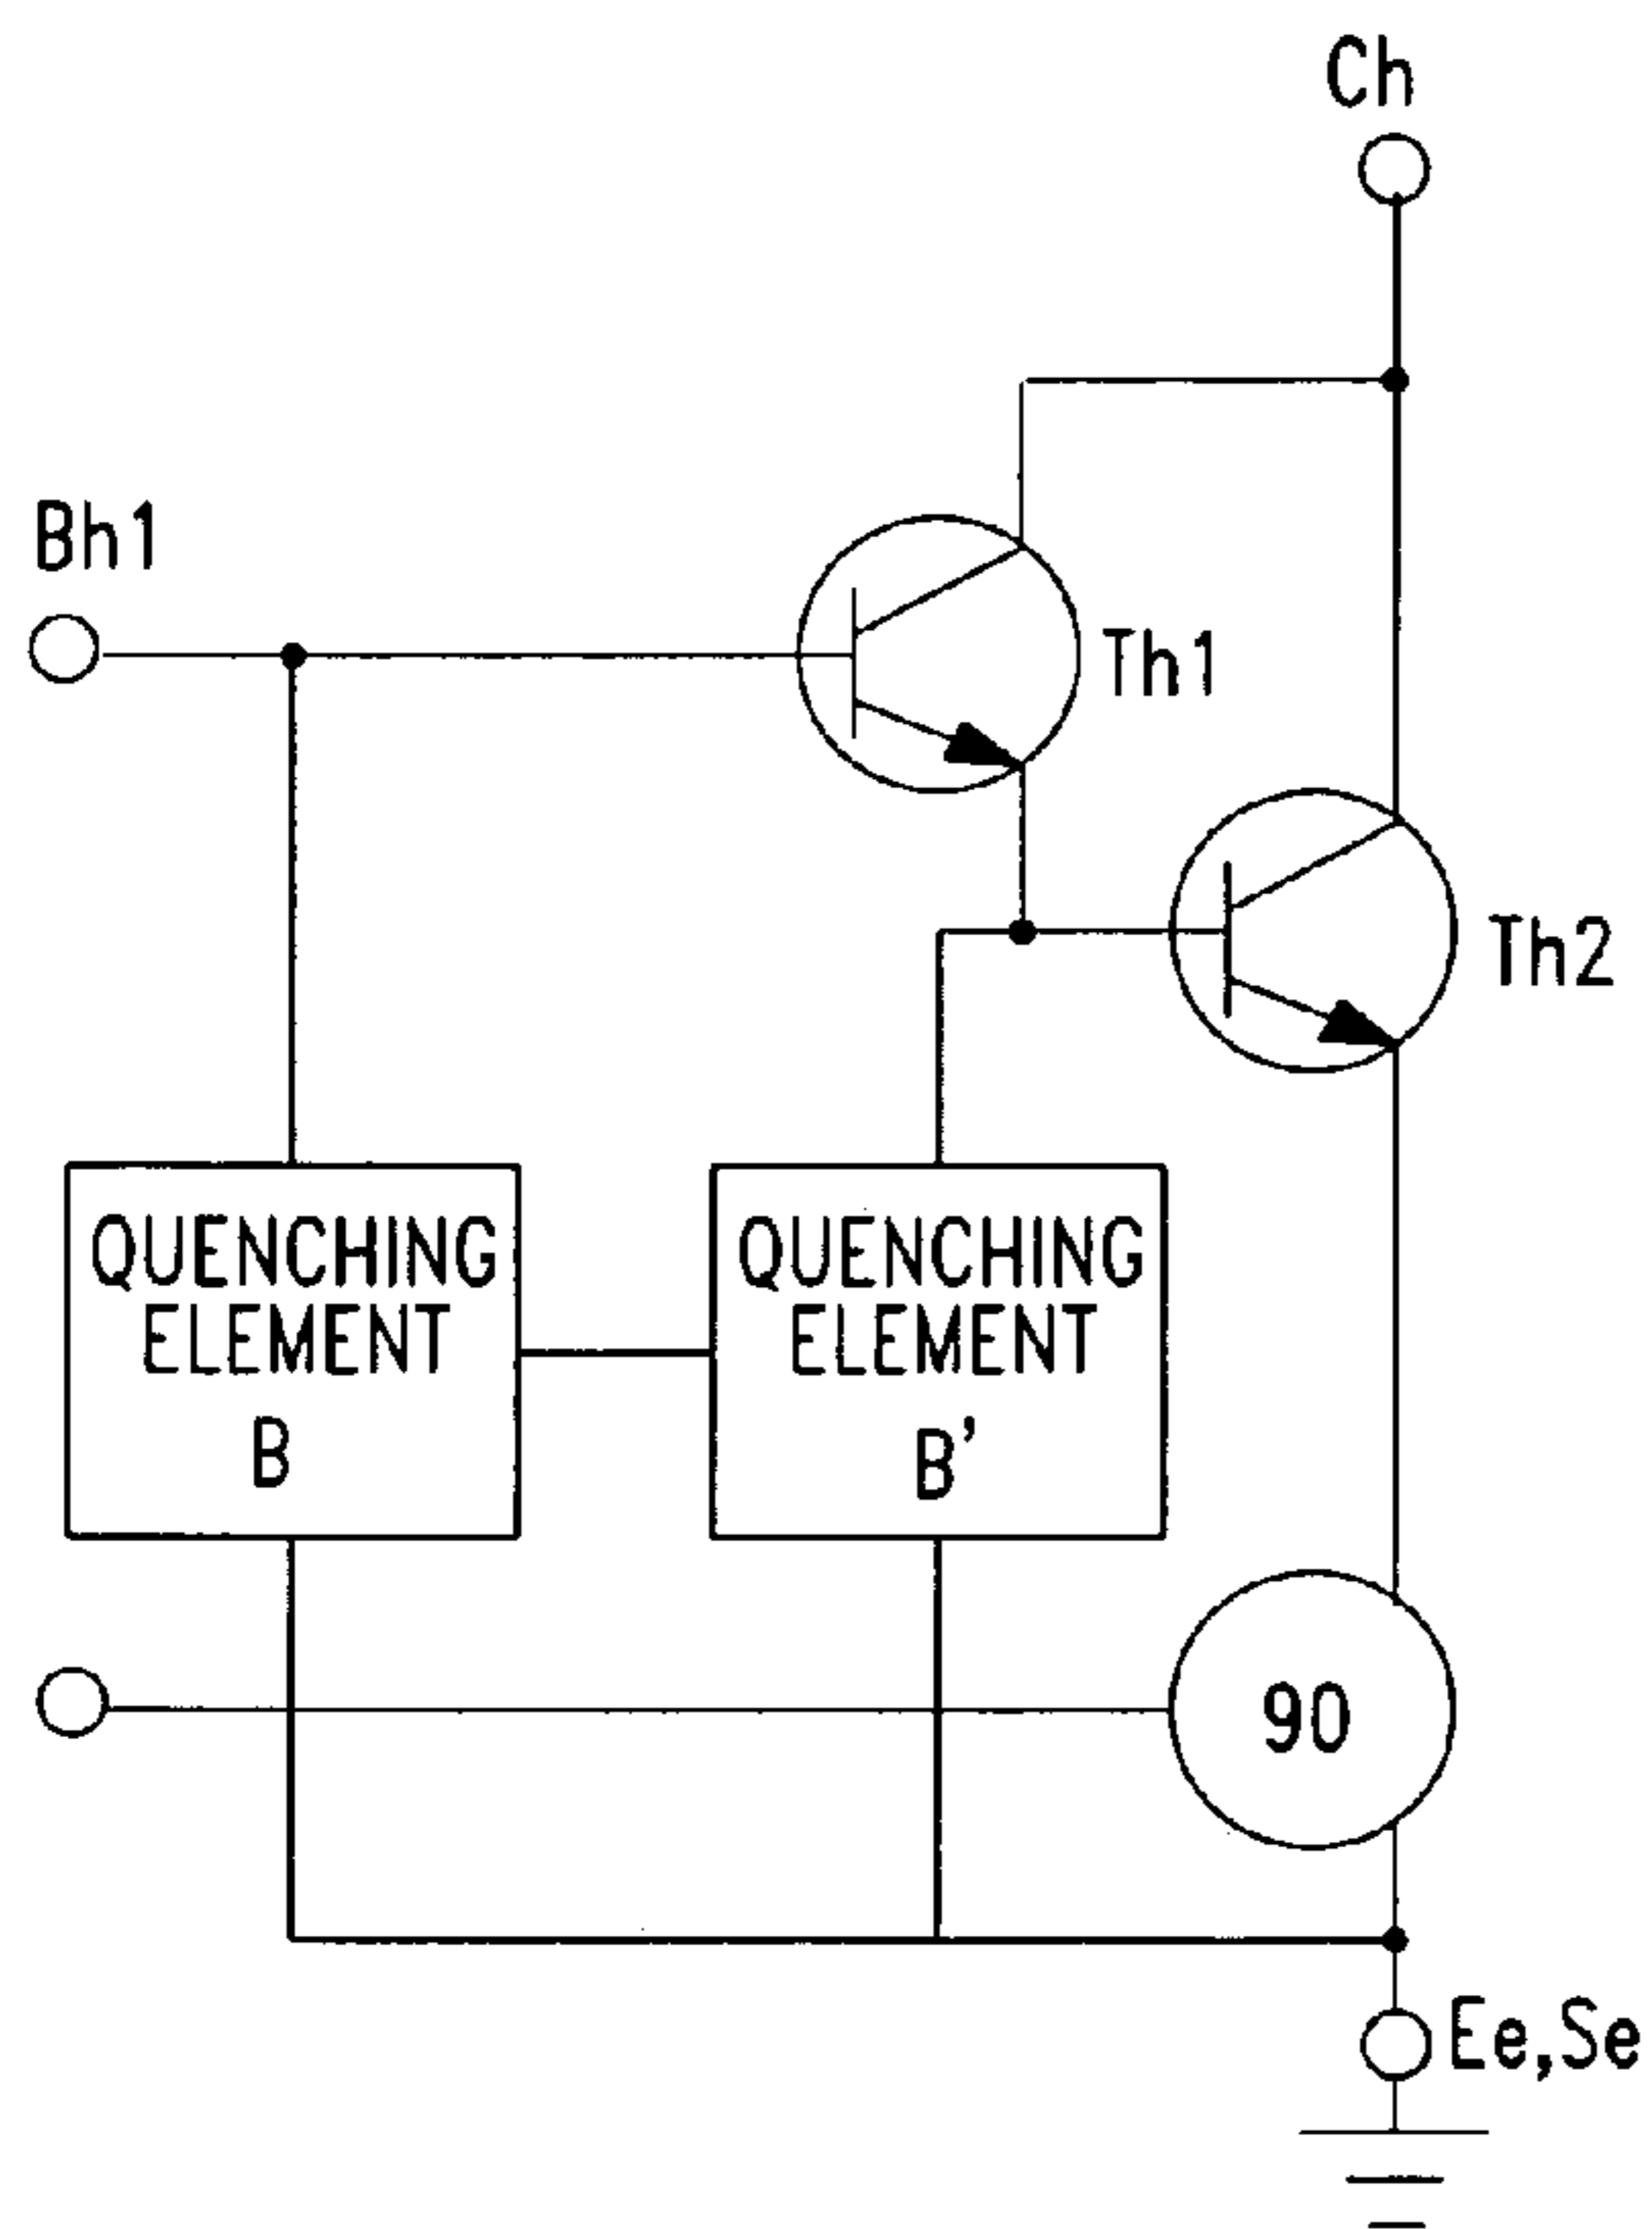 Ch
Bh1
Th1
Th2
QUENCHING
ELEMENT
B
QUENCHING
ELEMENT
B'
90
Ee,Se